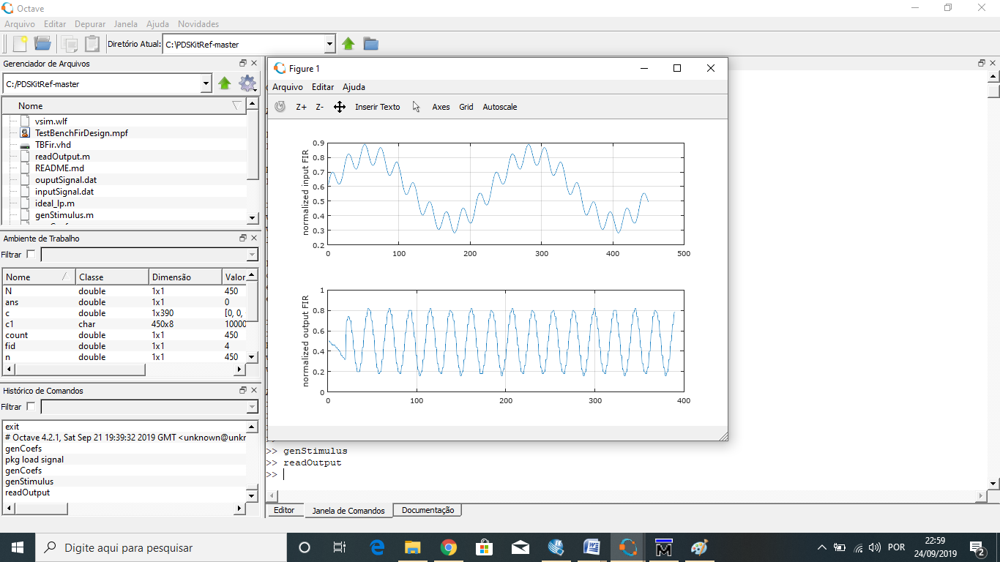 Octave
Arquivo Editar Depurar Janela Ajuda Novidades
Diretório Atual: C:\PDSKitRef-master
Gerenciador de Arquivos
C:/PDSKitRef-master
Nome
vsim.wlf
TestBenchFirDesign.mpf
TBFir.vhd
readOutput.m
README.md
ouputSignal.dat
inputSignal.dat
ideal_lp.m
genStimulus.m
Ambiente de Trabalho
Filtrar
Nome Classe Dimensão Valor
N double 1x1 450
ans double 1x1 0
c double 1x390 [0, 0,
c1 char 450x8 10000
count double 1x1 450
fid double 1x1 4
n double 1x1 450
Histórico de Comandos
Filtrar
exit
# Octave 4.2.1, Sat Sep 21 19:39:32 2019 GMT <unknown@unkr
genCoefs
pkg load signal
genCoefs
genStimulus
readOutput
Figure 1
Arquivo Editar Ajuda
Z+ Z- Inserir Texto Axes Grid Autoscale
normalized input FIR
0.9
0.8
0.7
0.6
0.5
0.4
0.3
0.2
0 100 200 300 400 500
normalized output FIR
1
0.8
0.6
0.4
0.2
0
0 100 200 300 400
>> genStimulus
>> readOutput
>>
Editor Janela de Comandos Documentação
Digite aqui para pesquisar
POR
22:59
24/09/2019
2